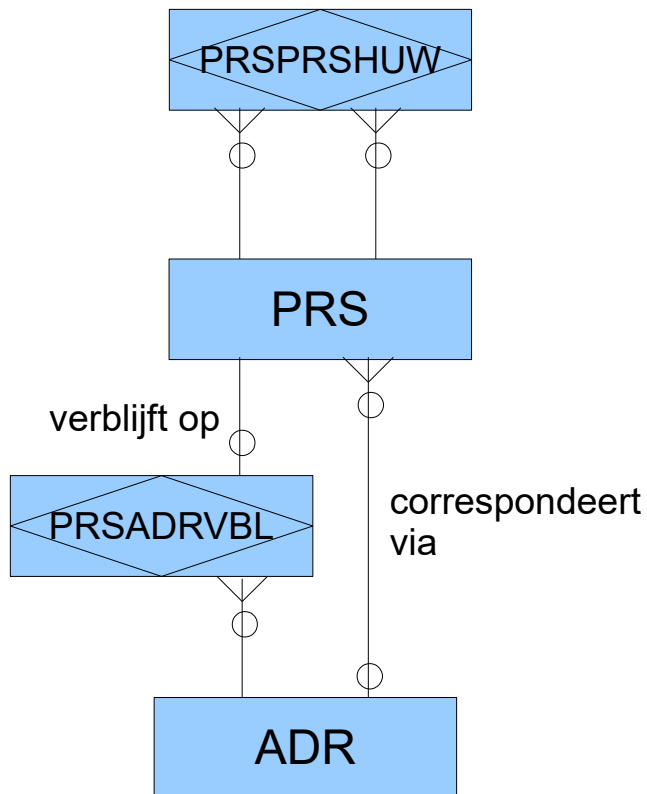 PRSPRSHUW
PRS
verblijft op
PRSADRVBL
correspondeert
via
ADR